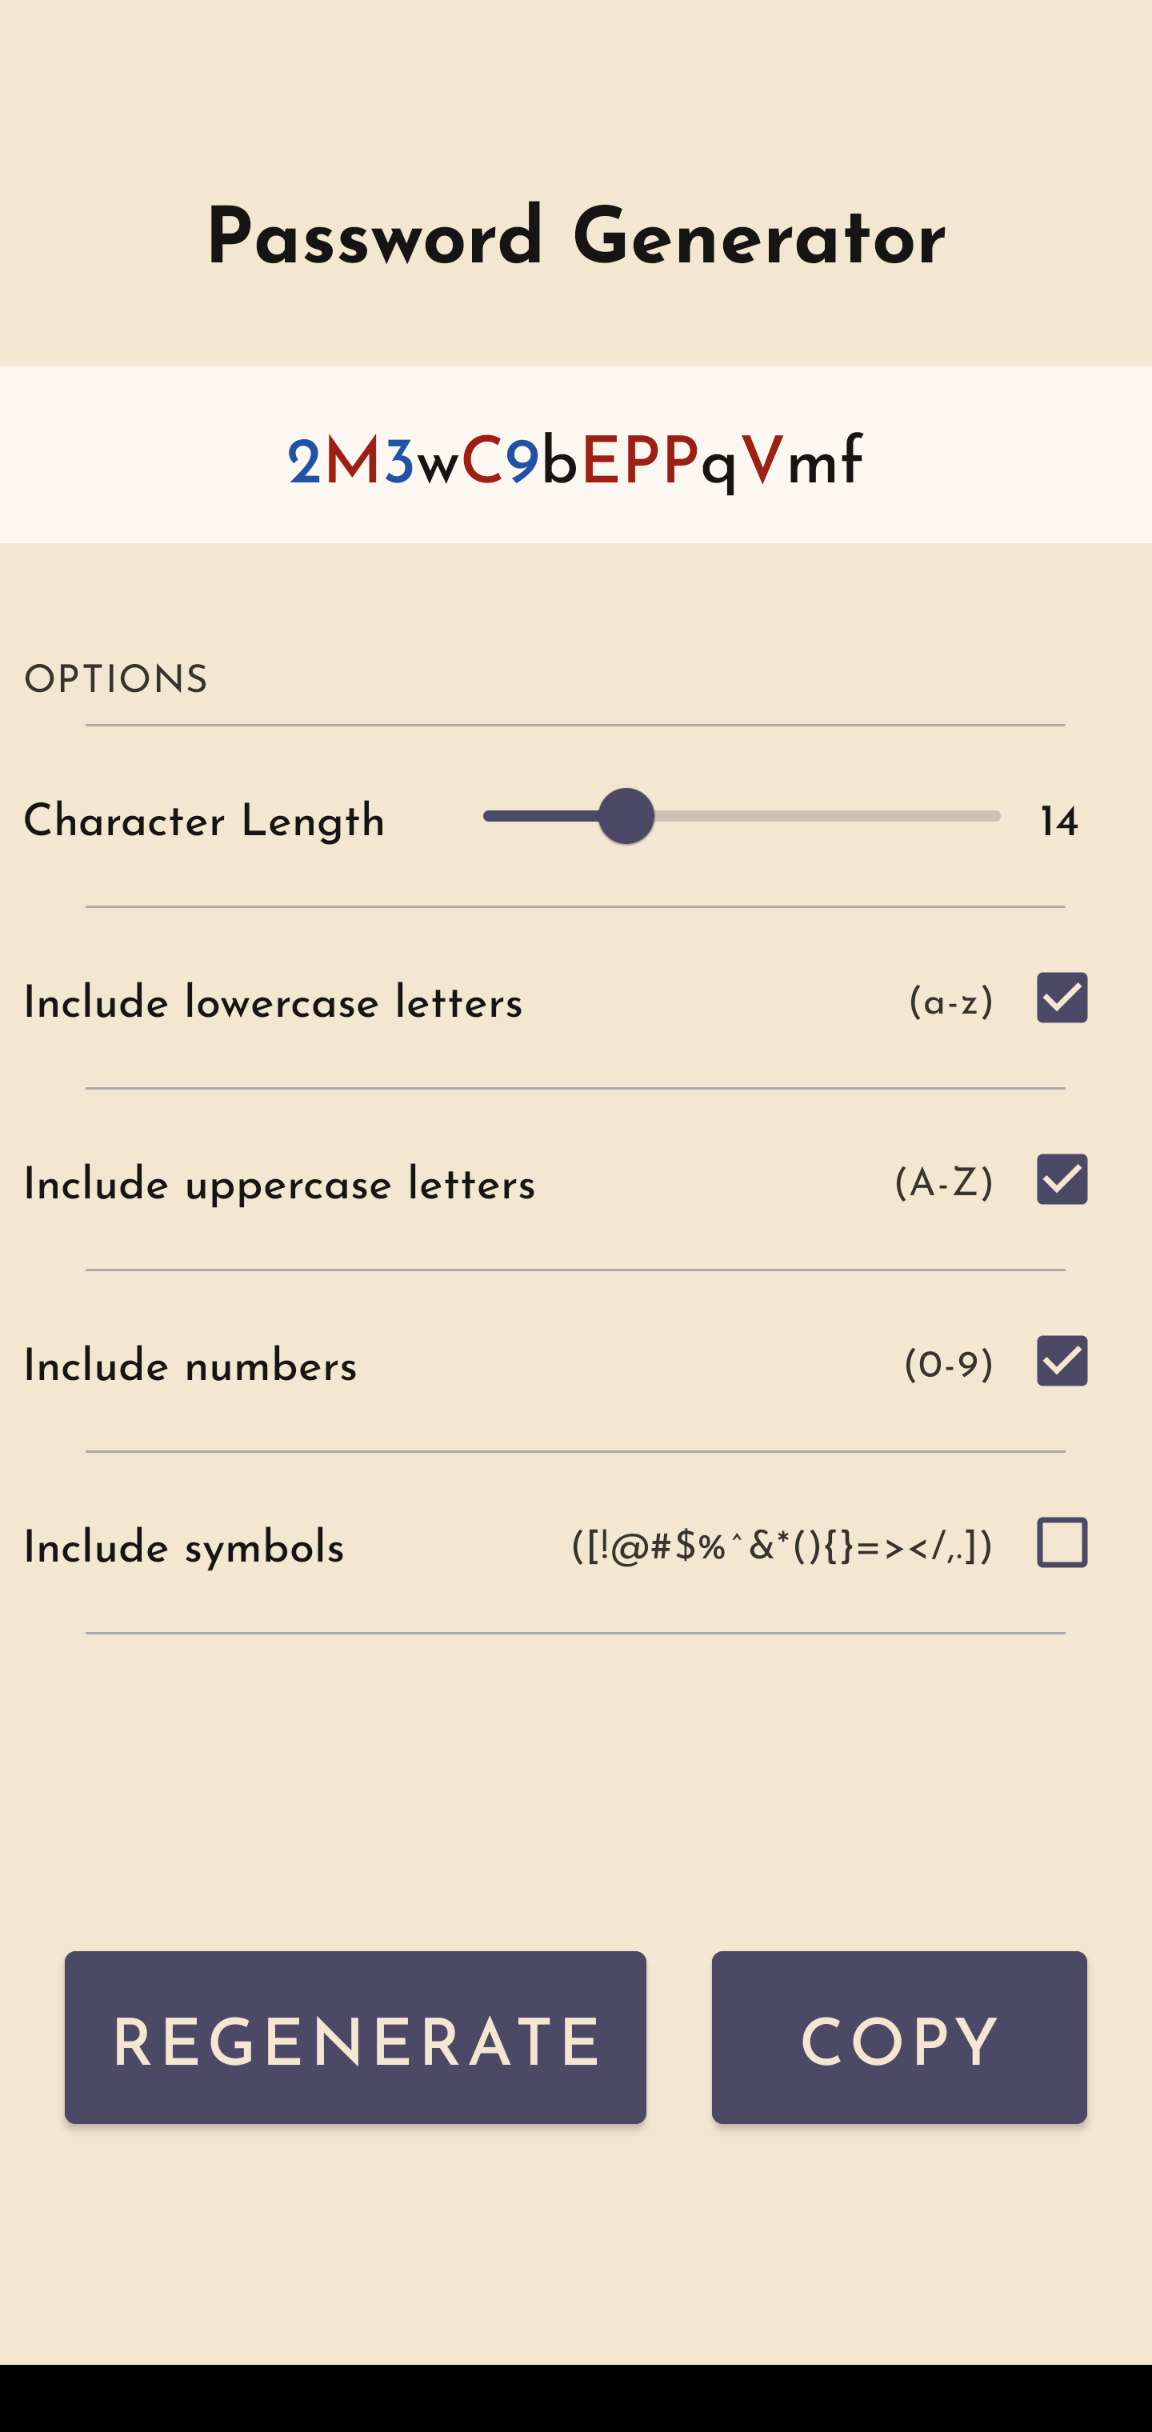 Password Generator
2M3wC9bEPPqVmf
OPTIONS
Character Length 14
Include lowercase letters (a-z)
Include uppercase letters (A-Z)
Include numbers (0-9)
Include symbols ([!@#$%^&*(){}=></,.])
REGENERATE COPY